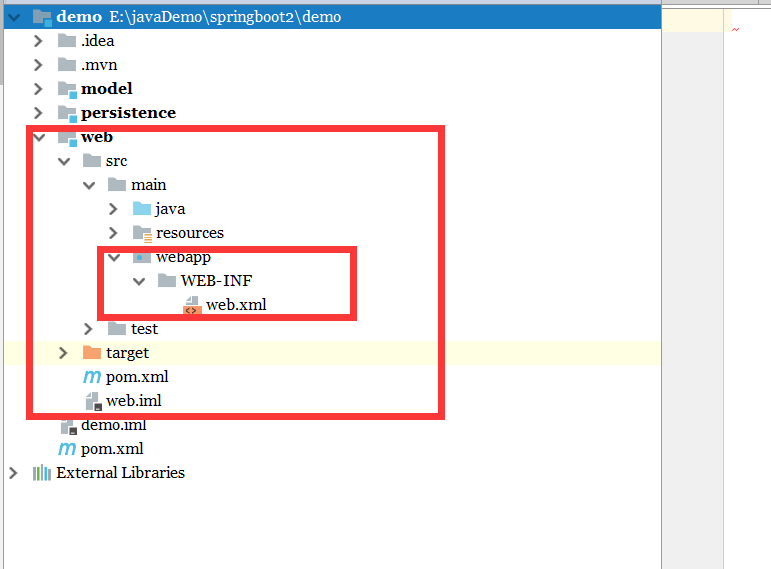 demo E:\javaDemo\springboot2\demo
.idea
.mvn
model
persistence
web
src
main
java
resources
webapp
WEB-INF
web.xml
test
target
pom.xml
web.iml
demo.iml
pom.xml
External Libraries